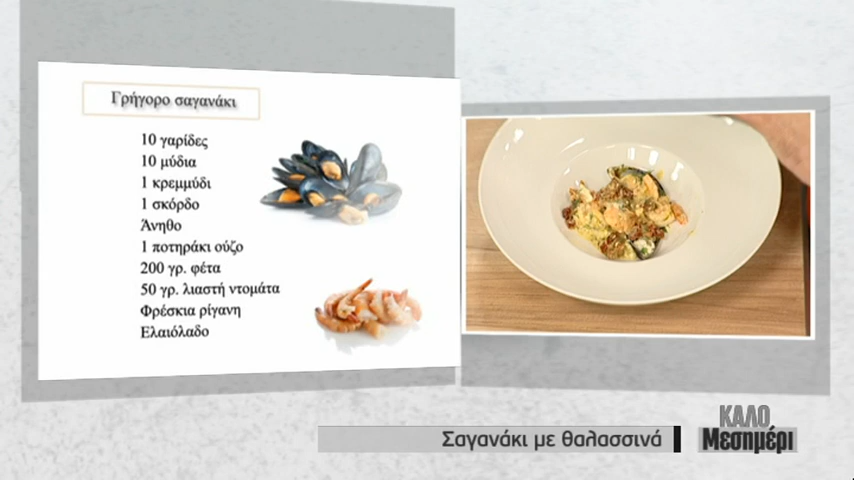 Γρήγορο σαγανάκι
10 γαρίδες
10 μύδια
1 κρεμμύδι
1 σκόρδο
Άνηθο
1 ποτηράκι ούζο
200 γρ. φέτα
50 γρ. λιαστή ντομάτα
Φρέσκια ρίγανη
Ελαιόλαδο
Σαγανάκι με θαλασσινά
ΚΑΛΟ
Μεσημέρι